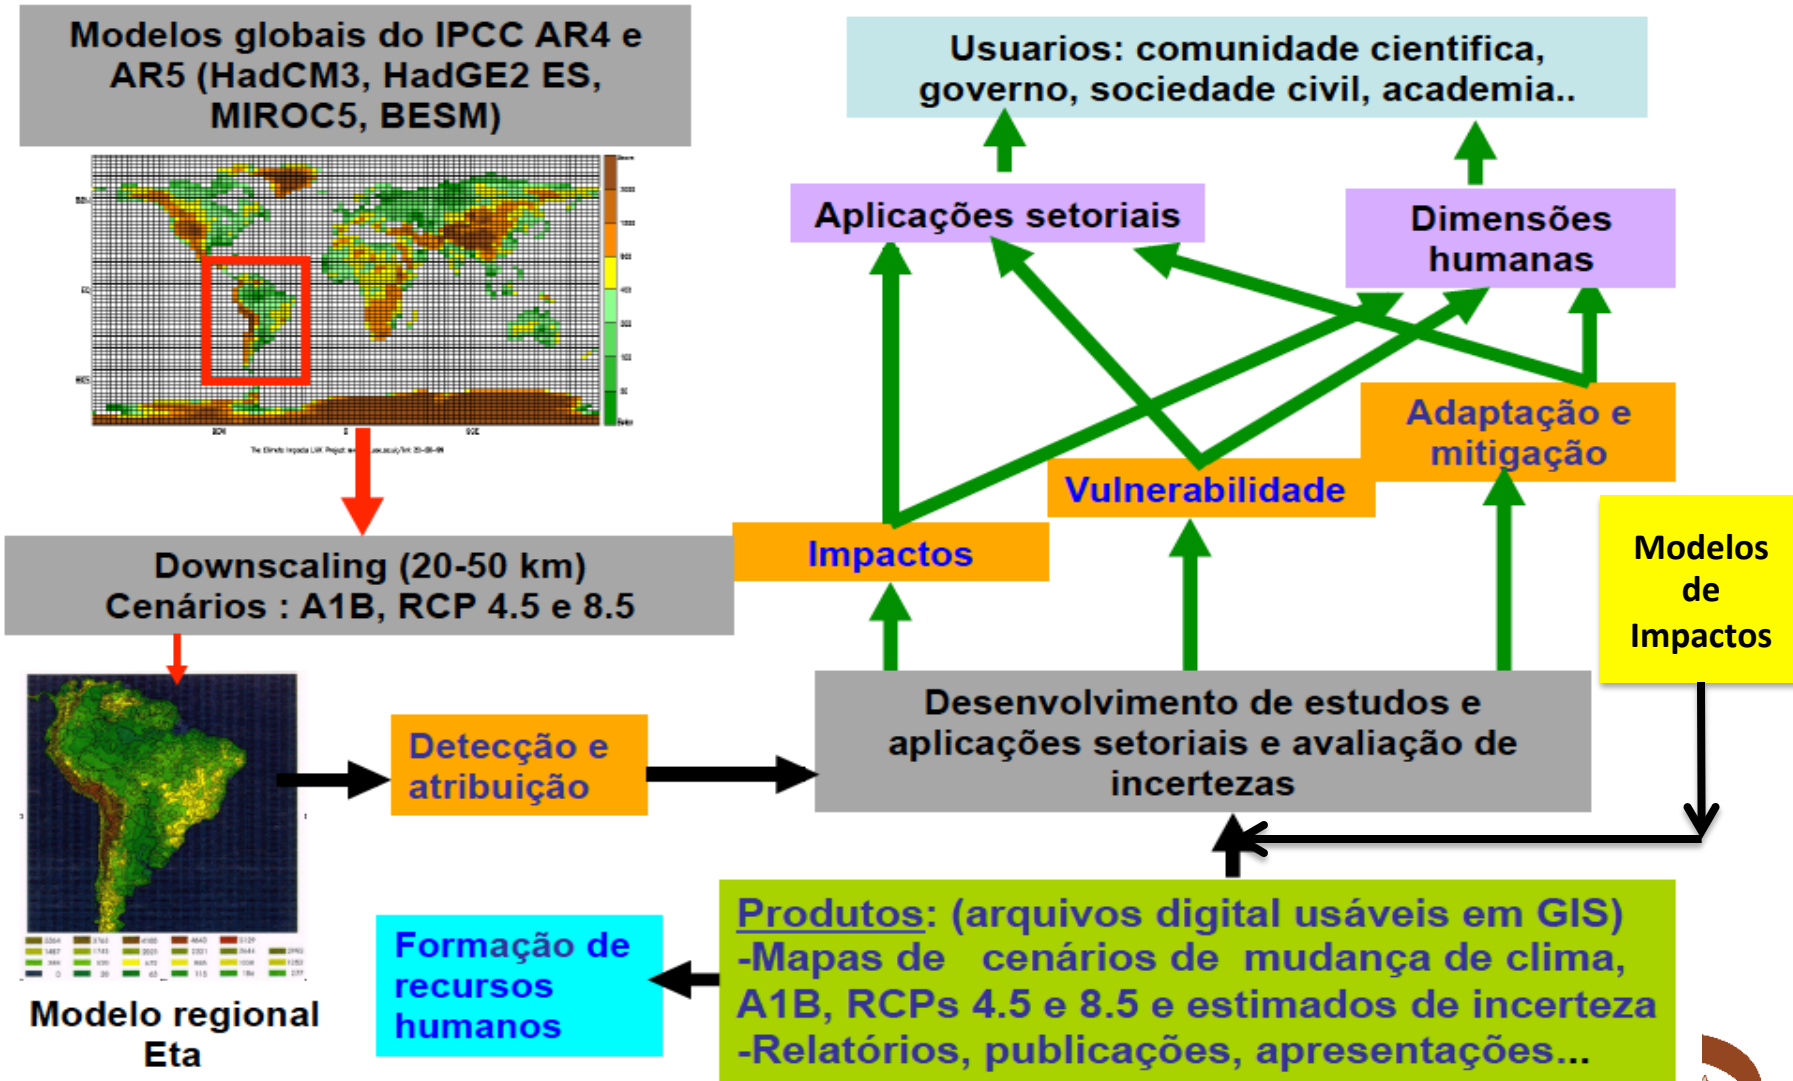 Modelos globais do IPCC AR4 e
AR5 (HadCM3, HadGE2 ES,
MIROC5, BESM)
Usuarios: comunidade cientifica,
governo, sociedade civil, academia..
Aplicações setoriais
Dimensões
humanas
Adaptação e
mitigação
Vulnerabilidade
Impactos
Modelos
de
Impactos
Downscaling (20-50 km)
Cenários : A1B, RCP 4.5 e 8.5
Detecção e
atribuição
Desenvolvimento de estudos e
aplicações setoriais e avaliação de
incertezas
Modelo regional
Eta
Formação de
recursos
humanos
Produtos: (arquivos digital usáveis em GIS)
-Mapas de cenários de mudança de clima,
A1B, RCPs 4.5 e 8.5 e estimados de incerteza
-Relatórios, publicações, apresentações...